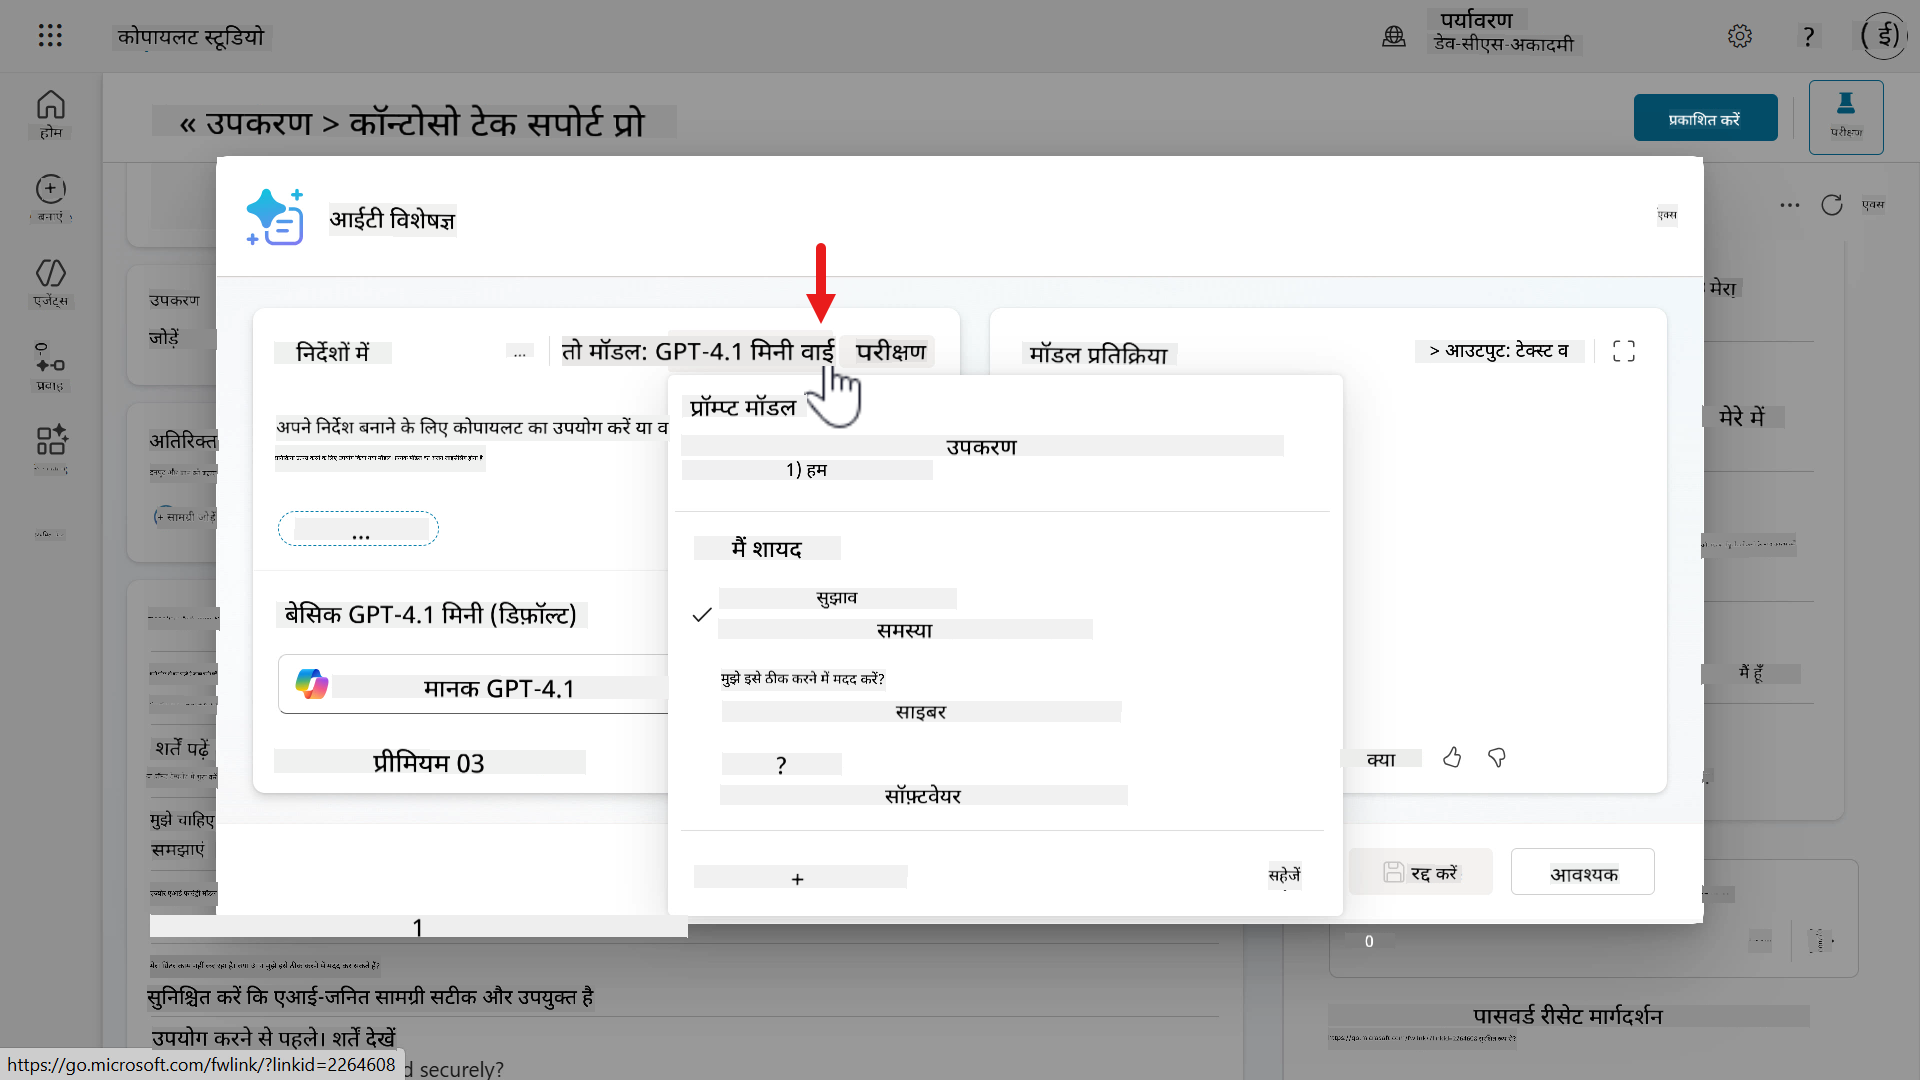 कोपायलट स्टूडियो
पर्यावरण
डेव-सीएस-अकादमी
?
( ई)
होम
« उपकरण > कॉन्टोसो टेक सपोर्ट प्रो
प्रकाशित करें
परीक्षण
बनाएं
आईटी विशेषज्ञ
एक्स
एक्स
एजेंट्स
उपकरण
जोड़ें
मेरा
प्रवाह
निर्देशों में
...
तो मॉडल: GPT-4.1 मिनी वाई
परीक्षण
मॉडल प्रतिक्रिया
> आउटपुट: टेक्स्ट व
प्रॉम्प्ट मॉडल
अपने निर्देश बनाने के लिए कोपायलट का उपयोग करें या व
मेरे में
अतिरिक्त
उपकरण
1) हम
+ सामग्री जोड़ें
...
मैं शायद
सुझाव
समस्या
बेसिक GPT-4.1 मिनी (डिफ़ॉल्ट)
मुझे इसे ठीक करने में मदद करें?
मानक GPT-4.1
साइबर
मैं हूँ
शर्तें पढ़ें
प्रीमियम 03
?
सॉफ़्टवेयर
क्या
मुझे चाहिए
समझाएं
+
सहेजें
रद्द करें
आवश्यक
1
0
सुनिश्चित करें कि एआई-जनित सामग्री सटीक और उपयुक्त है
पासवर्ड रीसेट मार्गदर्शन
उपयोग करने से पहले। शर्तें देखें
https://go.microsoft.com/fwlink/?linkid=2264608
d securely?